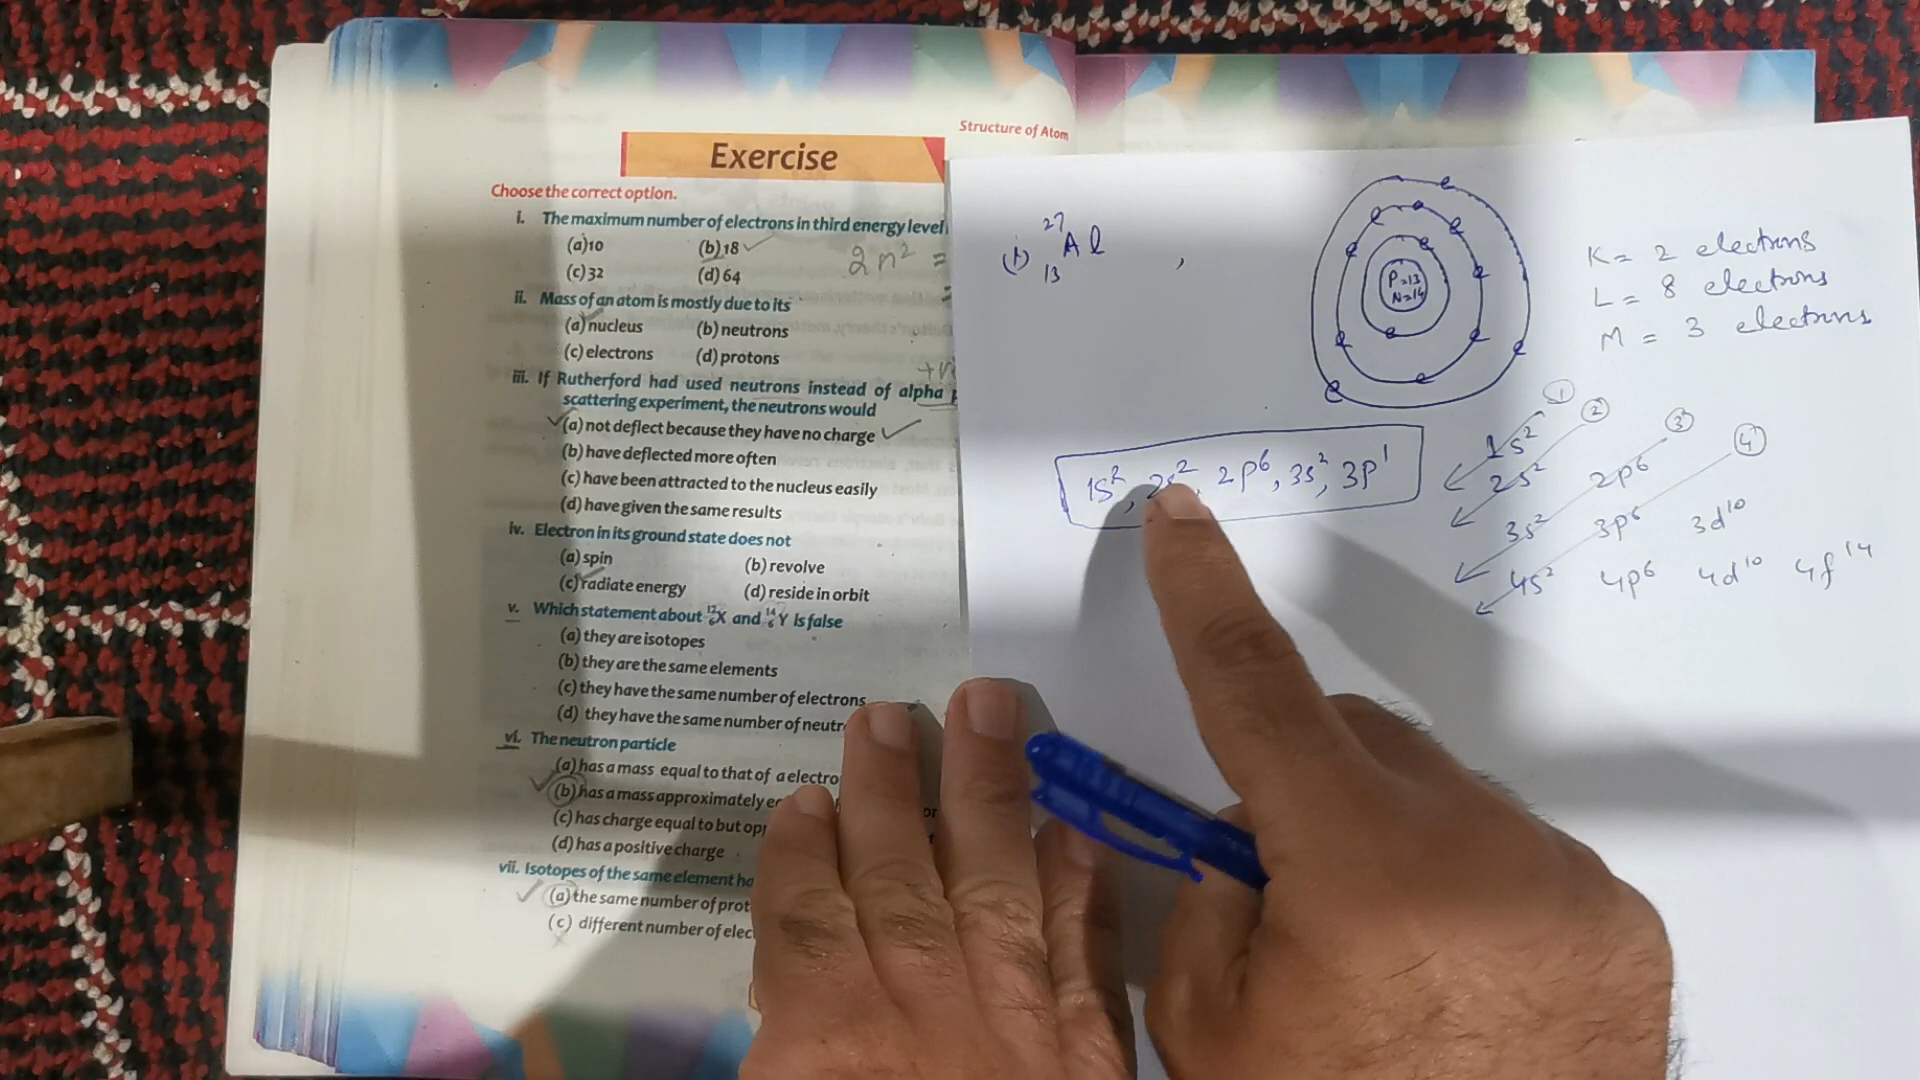 Structure of Atom
Exercise
Choose the correct option.
i. The maximum number of electrons in third energy level
(a) 10 (b) 18
(c) 32 (d) 64
2n² =
ii. Mass of an atom is mostly due to its
(a) nucleus (b) neutrons
(c) electrons (d) protons
iii. If Rutherford had used neutrons instead of alpha
scattering experiment, the neutrons would
(a) not deflect because they have no charge
(b) have deflected more often
(c) have been attracted to the nucleus easily
(d) have given the same results
iv. Electron in its ground state does not
(a) spin (b) revolve
(c) radiate energy (d) reside in orbit
v. Which statement about ¹²₆X and ¹⁴₆Y is false
(a) they are isotopes
(b) they are the same elements
(c) they have the same number of electrons
(d) they have the same number of neutr
vi. The neutron particle
(a) has a mass equal to that of a electro
(b) has a mass approximately e
(c) has charge equal to but opp
(d) has a positive charge
vii. Isotopes of the same element ha
(a) the same number of prot
(c) different number of elec
(1) ²⁷₁₃Al ,
P=13
N=14
e e e e e e e e e e e e e
K = 2 electrons
L = 8 electrons
M = 3 electrons
1s², 2s², 2p⁶, 3s², 3p¹
① ② ③ ④
1s²
2s² 2p⁶
3s² 3p⁶ 3d¹⁰
4s² 4p⁶ 4d¹⁰ 4f¹⁴